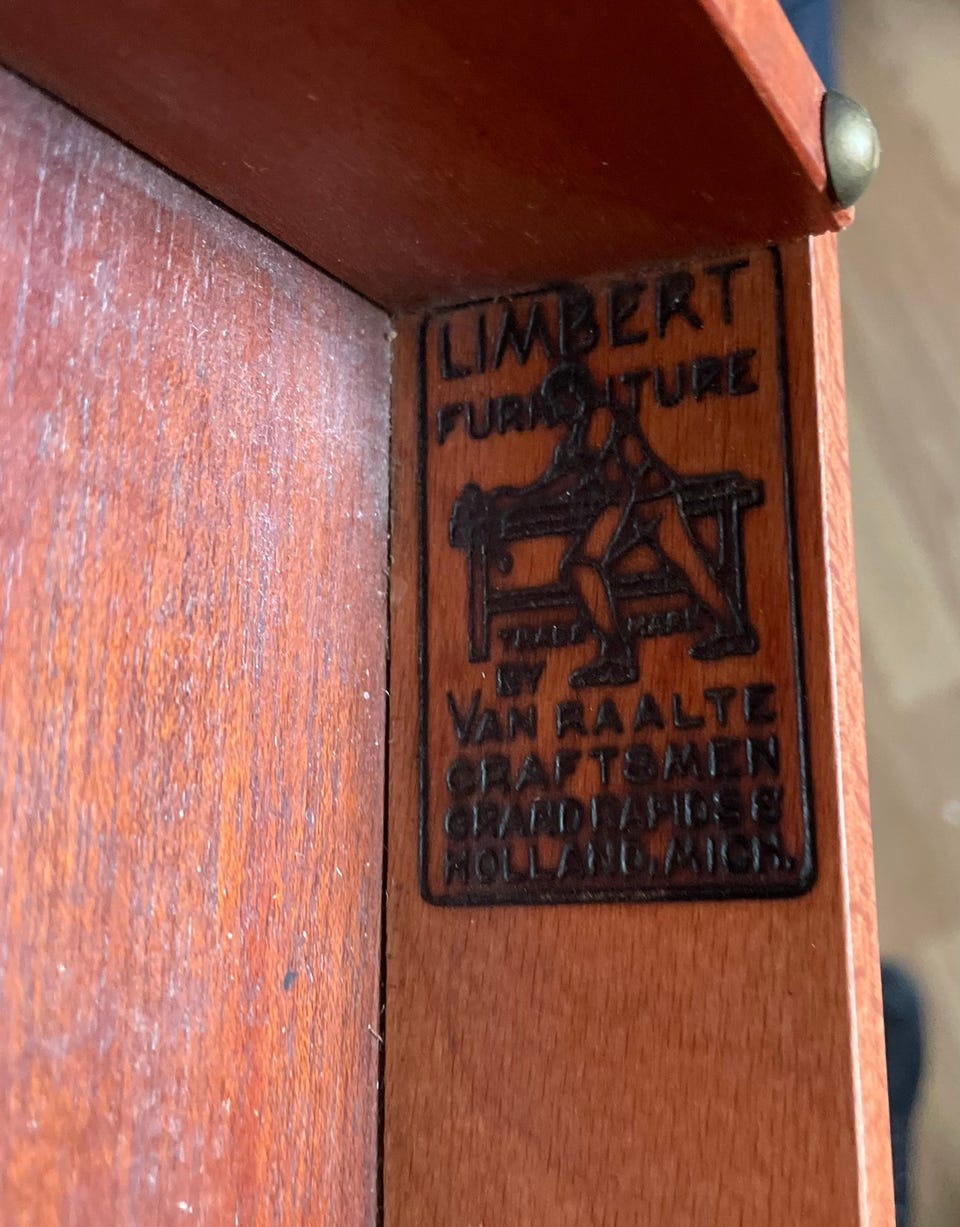 LIMBERT
FURNITURE
TRADE MARK
BY
VAN RAALTE
CRAFTSMEN
GRAND RAPIDS &
HOLLAND, MICH.